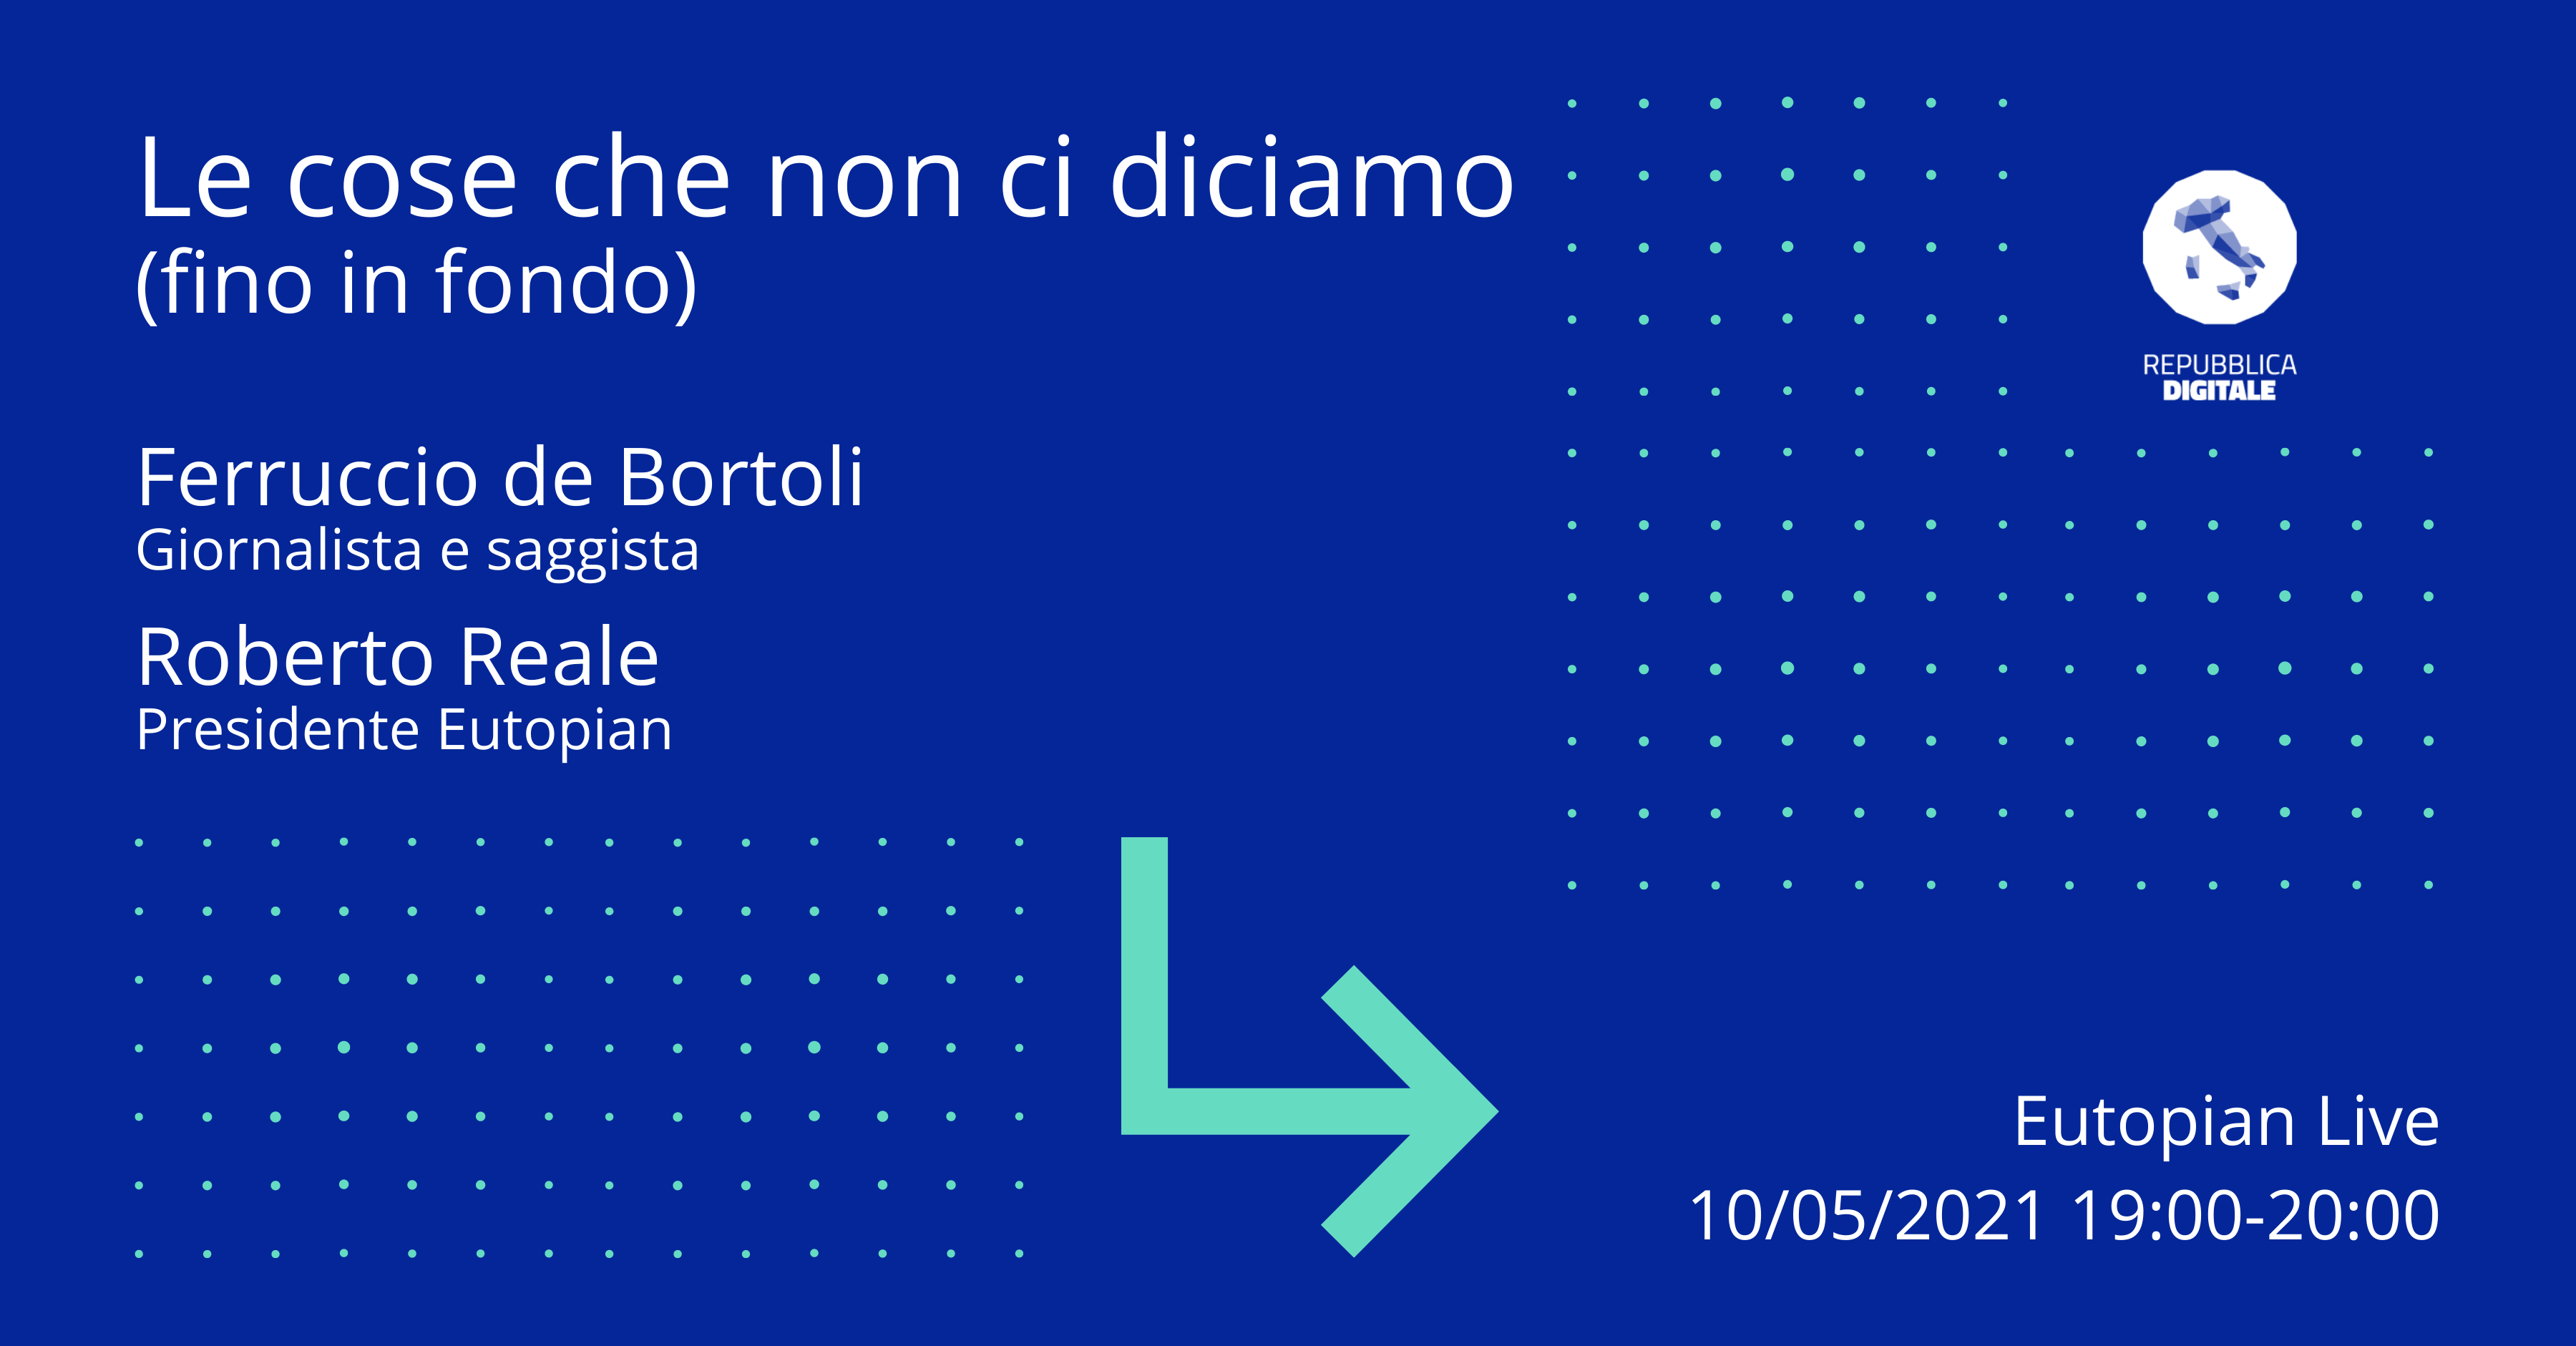 Le cose che non ci diciamo
(fino in fondo)
Ferruccio de Bortoli
Giornalista e saggista
Roberto Reale
Presidente Eutopian
REPUBBLICA
DIGITALE
Eutopian Live
10/05/2021 19:00-20:00